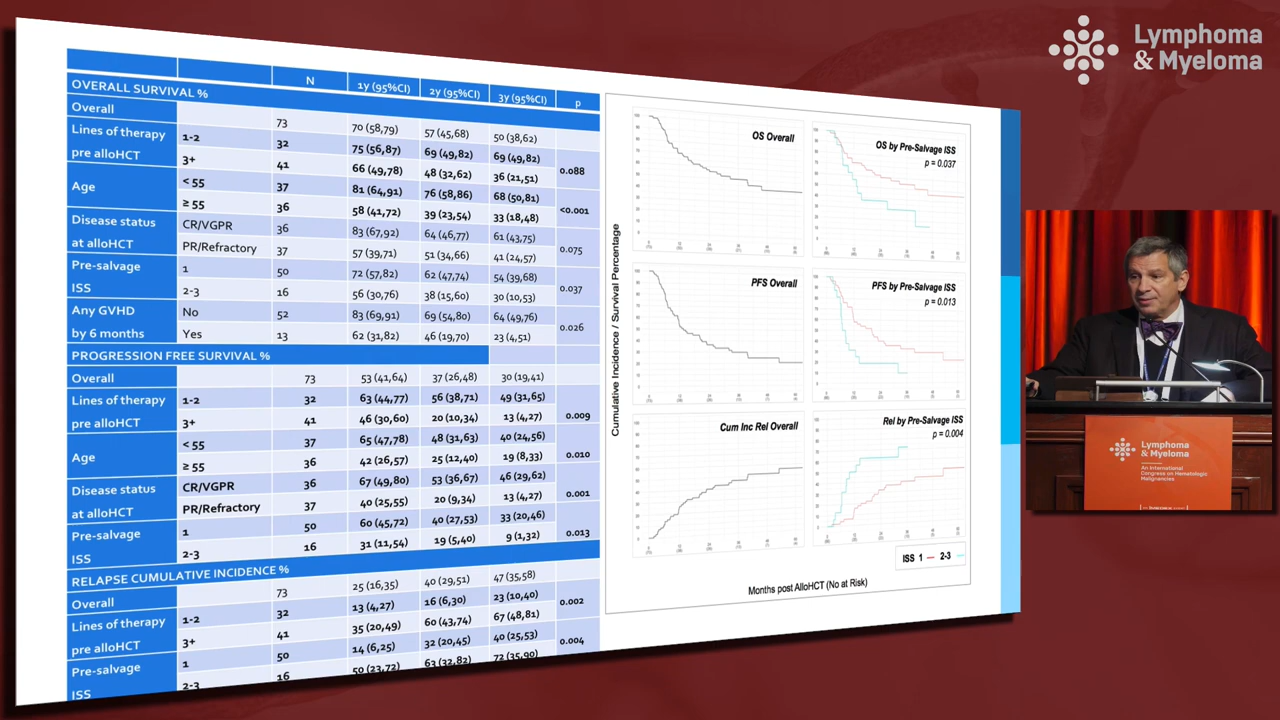 Lymphoma
& Myeloma
N 1y (95%CI) 2y (95%CI) 3y (95%CI) p
OVERALL SURVIVAL %
Overall 73 70 (58,79) 57 (45,68) 50 (38,62)
Lines of therapy pre alloHCT 1-2 32 75 (56,87) 69 (49,82) 69 (49,82) 0.088
3+ 41 66 (49,78) 48 (32,62) 36 (21,51)
Age < 55 37 81 (64,91) 76 (58,86) 68 (50,81) <0.001
≥ 55 36 58 (41,72) 39 (23,54) 33 (18,48)
Disease status at alloHCT CR/VGPR 36 83 (67,92) 64 (46,77) 61 (43,75) 0.075
PR/Refractory 37 57 (39,71) 51 (34,66) 41 (24,57)
Pre-salvage ISS 1 50 72 (57,82) 62 (47,74) 54 (39,68) 0.037
2-3 16 56 (30,76) 38 (15,60) 30 (10,53)
Any GVHD by 6 months No 52 83 (69,91) 69 (54,80) 64 (49,76) 0.026
Yes 13 62 (31,82) 46 (19,70) 23 (4,51)
PROGRESSION FREE SURVIVAL %
Overall 73 53 (41,64) 37 (26,48) 30 (19,41)
Lines of therapy pre alloHCT 1-2 32 63 (44,77) 56 (38,71) 49 (31,65) 0.009
3+ 41 46 (30,60) 20 (10,34) 13 (4,27)
Age < 55 37 65 (47,78) 48 (31,63) 40 (24,56) 0.010
≥ 55 36 42 (26,57) 25 (12,40) 19 (8,33)
Disease status at alloHCT CR/VGPR 36 67 (49,80) 53 (36,67) 46 (29,62) 0.001
PR/Refractory 37 40 (25,55) 20 (9,34) 13 (4,27)
Pre-salvage ISS 1 50 60 (45,72) 40 (27,53) 33 (20,46) 0.013
2-3 16 31 (11,54) 19 (5,40) 9 (1,32)
RELAPSE CUMULATIVE INCIDENCE %
Overall 73 25 (16,35) 40 (29,51) 47 (35,58)
Lines of therapy pre alloHCT 1-2 32 13 (4,27) 16 (6,30) 23 (10,40) 0.002
3+ 41 35 (20,49) 60 (43,74) 67 (48,81)
Pre-salvage ISS 1 50 14 (6,25) 32 (20,45) 40 (25,53) 0.004
2-3 16 50 (23,72) 63 (32,82) 72 (35,90)
Cumulative Incidence / Survival Percentage
OS Overall
OS by Pre-Salvage ISS
p = 0.037
PFS Overall
PFS by Pre-Salvage ISS
p = 0.013
Cum Inc Rel Overall
Rel by Pre-Salvage ISS
p = 0.004
ISS 1 2-3
Months post AlloHCT (No at Risk)
Lymphoma
& Myeloma
An International
Congress on Hematologic
Malignancies